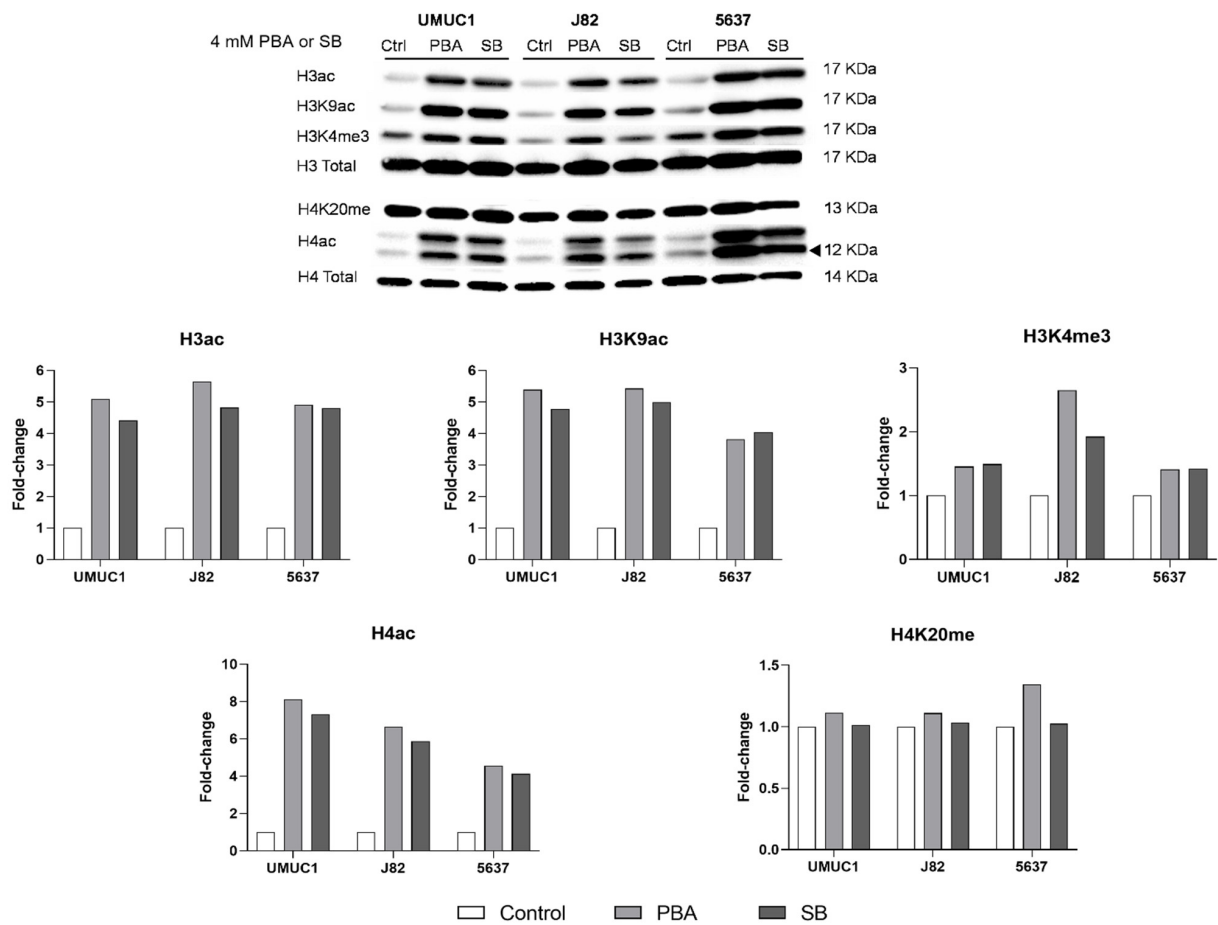 UMUC1 J82 5637
4 mM PBA or SB
Ctrl PBA SB Ctrl PBA SB Ctrl PBA SB
H3ac 17 KDa
H3K9ac 17 KDa
H3K4me3 17 KDa
H3 Total 17 KDa
H4K20me 13 KDa
H4ac 12 KDa
H4 Total 14 KDa
H3ac
Fold-change
6
5
4
3
2
1
0
UMUC1 J82 5637
H3K9ac
Fold-change
6
5
4
3
2
1
0
UMUC1 J82 5637
H3K4me3
Fold-change
3
2
1
0
UMUC1 J82 5637
H4ac
Fold-change
10
8
6
4
2
0
UMUC1 J82 5637
H4K20me
Fold-change
1.5
1.0
0.5
0.0
UMUC1 J82 5637
Control PBA SB